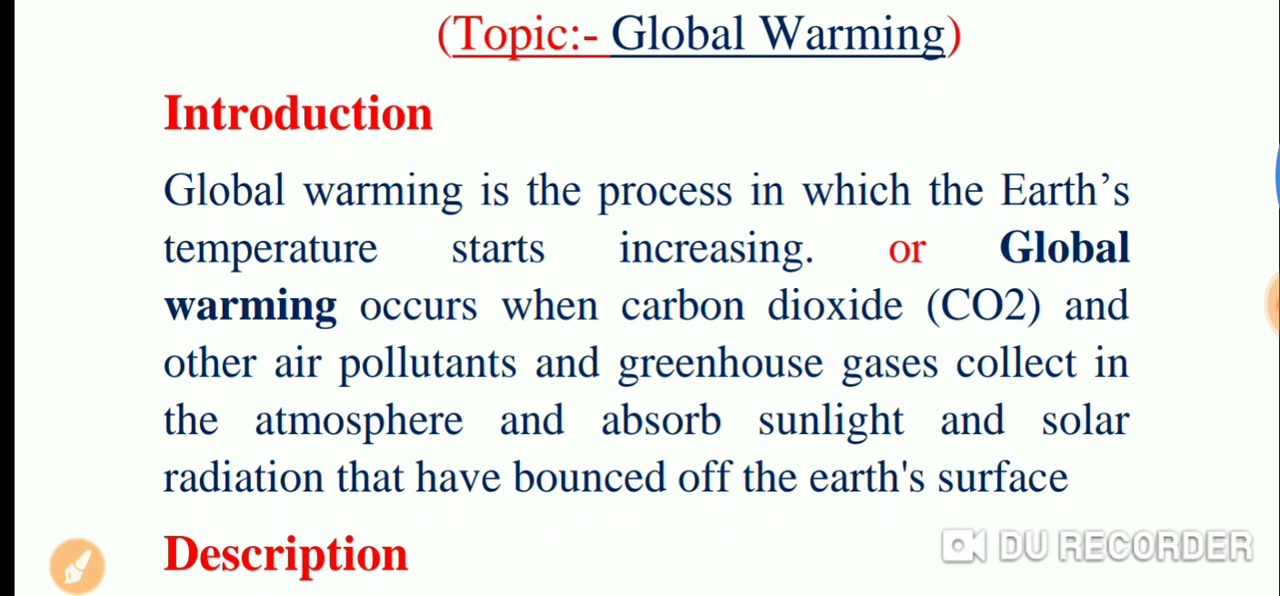 (Topic:- Global Warming)
Introduction
Global warming is the process in which the Earth’s
temperature starts increasing. or Global
warming occurs when carbon dioxide (CO2) and
other air pollutants and greenhouse gases collect in
the atmosphere and absorb sunlight and solar
radiation that have bounced off the earth's surface
Description
DU RECORDER